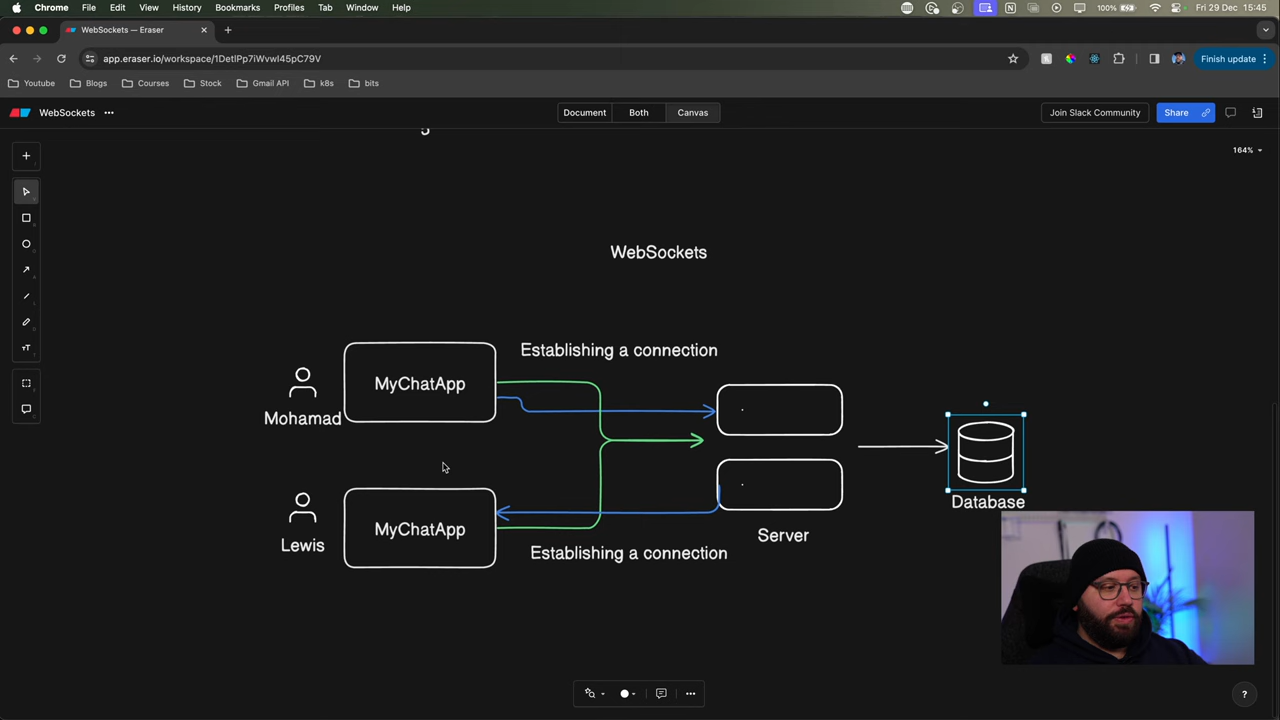 Chrome File Edit View History Bookmarks Profiles Tab Window Help 100% Fri 29 Dec 15:45
WebSockets — Eraser
app.eraser.io/workspace/1DetlPp7iWvwI45pC79V Finish update
Youtube Blogs Courses Stock Gmail API k8s bits
WebSockets Document Both Canvas Join Slack Community Share
164%
WebSockets
Establishing a connection
MyChatApp
Mohamad
MyChatApp
Lewis
Establishing a connection
Server
Database
?